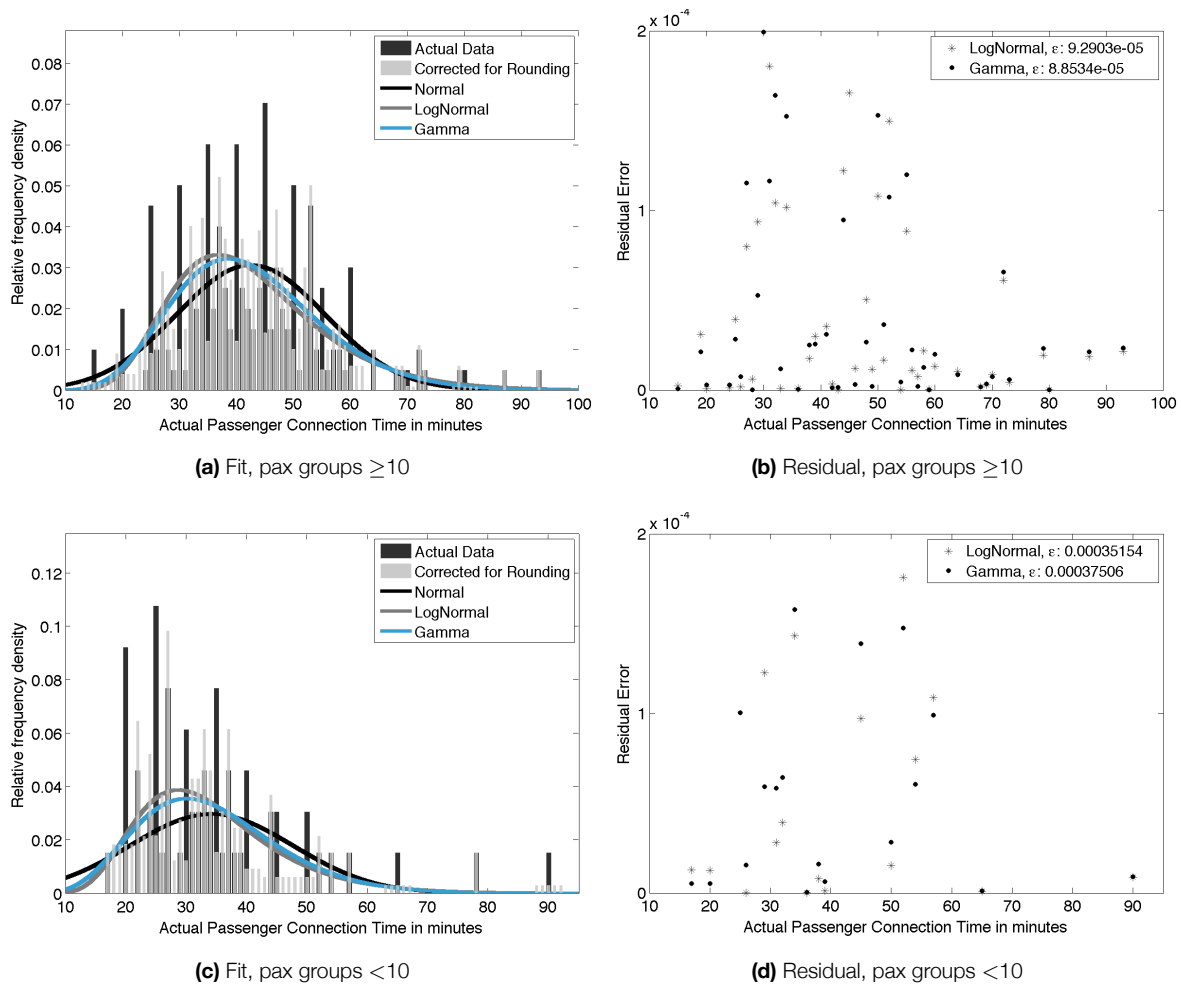 0.08
0.07
0.06
0.05
0.04
0.03
0.02
0.01
0
Relative frequency density
Actual Data
Corrected for Rounding
Normal
LogNormal
Gamma
10 20 30 40 50 60 70 80 90 100
Actual Passenger Connection Time in minutes
(a) Fit, pax groups ≥10
2 x 10⁻⁴
1
0
Residual Error
LogNormal, ε: 9.2903e-05
Gamma, ε: 8.8534e-05
10 20 30 40 50 60 70 80 90 100
Actual Passenger Connection Time in minutes
(b) Residual, pax groups ≥10
0.12
0.1
0.08
0.06
0.04
0.02
0
Relative frequency density
Actual Data
Corrected for Rounding
Normal
LogNormal
Gamma
10 20 30 40 50 60 70 80 90
Actual Passenger Connection Time in minutes
(c) Fit, pax groups <10
2 x 10⁻⁴
1
0
Residual Error
LogNormal, ε: 0.00035154
Gamma, ε: 0.00037506
10 20 30 40 50 60 70 80 90
Actual Passenger Connection Time in minutes
(d) Residual, pax groups <10